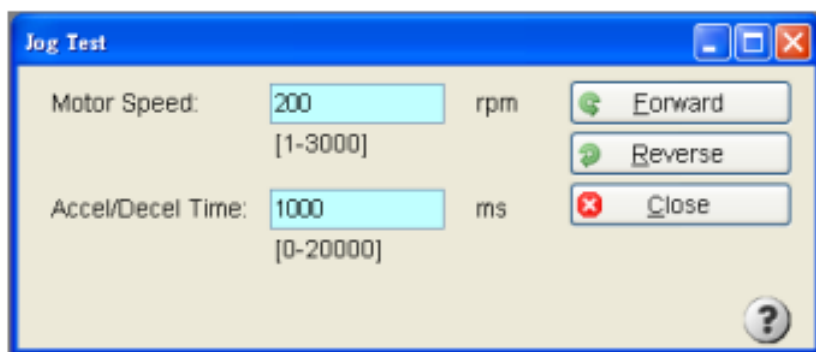 Jog Test
Motor Speed: 200 rpm Forward
[1-3000]
Reverse
Accel/Decel Time: 1000 ms Close
[0-20000]
?